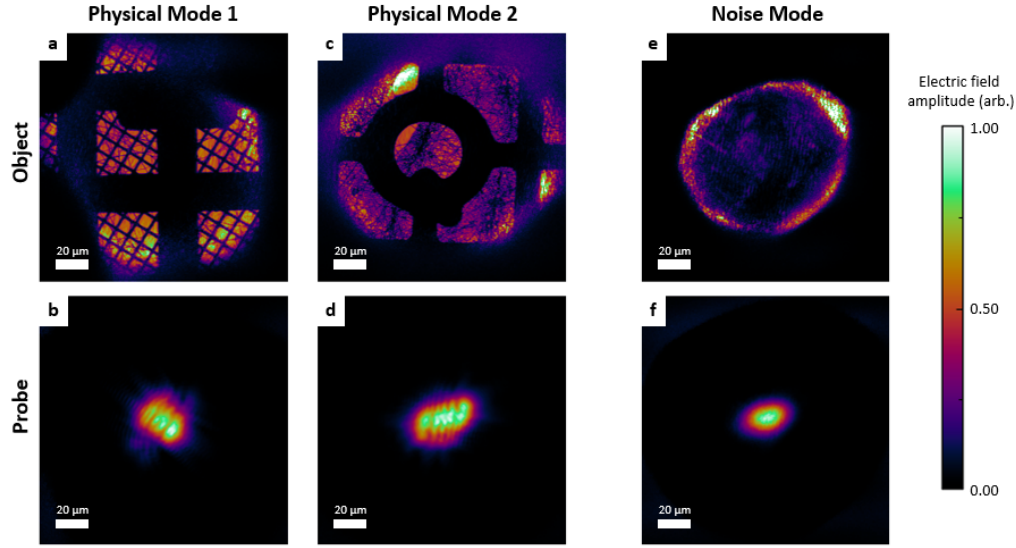 Physical Mode 1
Physical Mode 2
Noise Mode
Object
a
20 µm
c
20 µm
e
20 µm
Electric field
amplitude (arb.)
1.00
0.50
0.00
Probe
b
20 µm
d
20 µm
f
20 µm